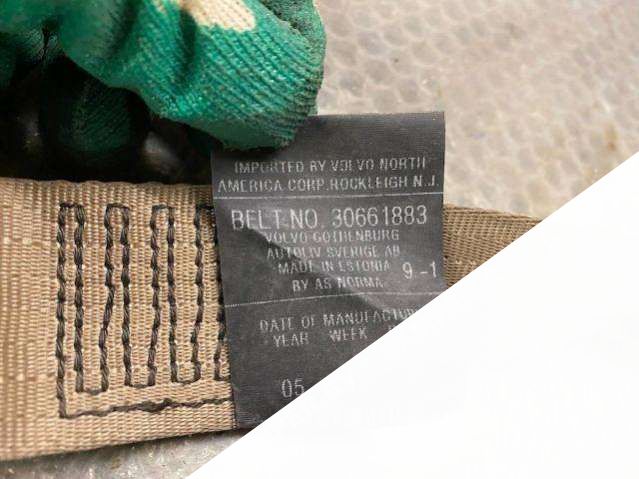 IMPORTED BY VOLVO NORTH
AMERICA CORP.ROCKLEIGH N.J.
BELT-NO. 30661883
VOLVO-GOTHENBURG
AUTOLIV SVERIGE AB
MADE IN ESTONIA 9-1
BY AS NORMA
DATE OF
YEAR WEEK
05